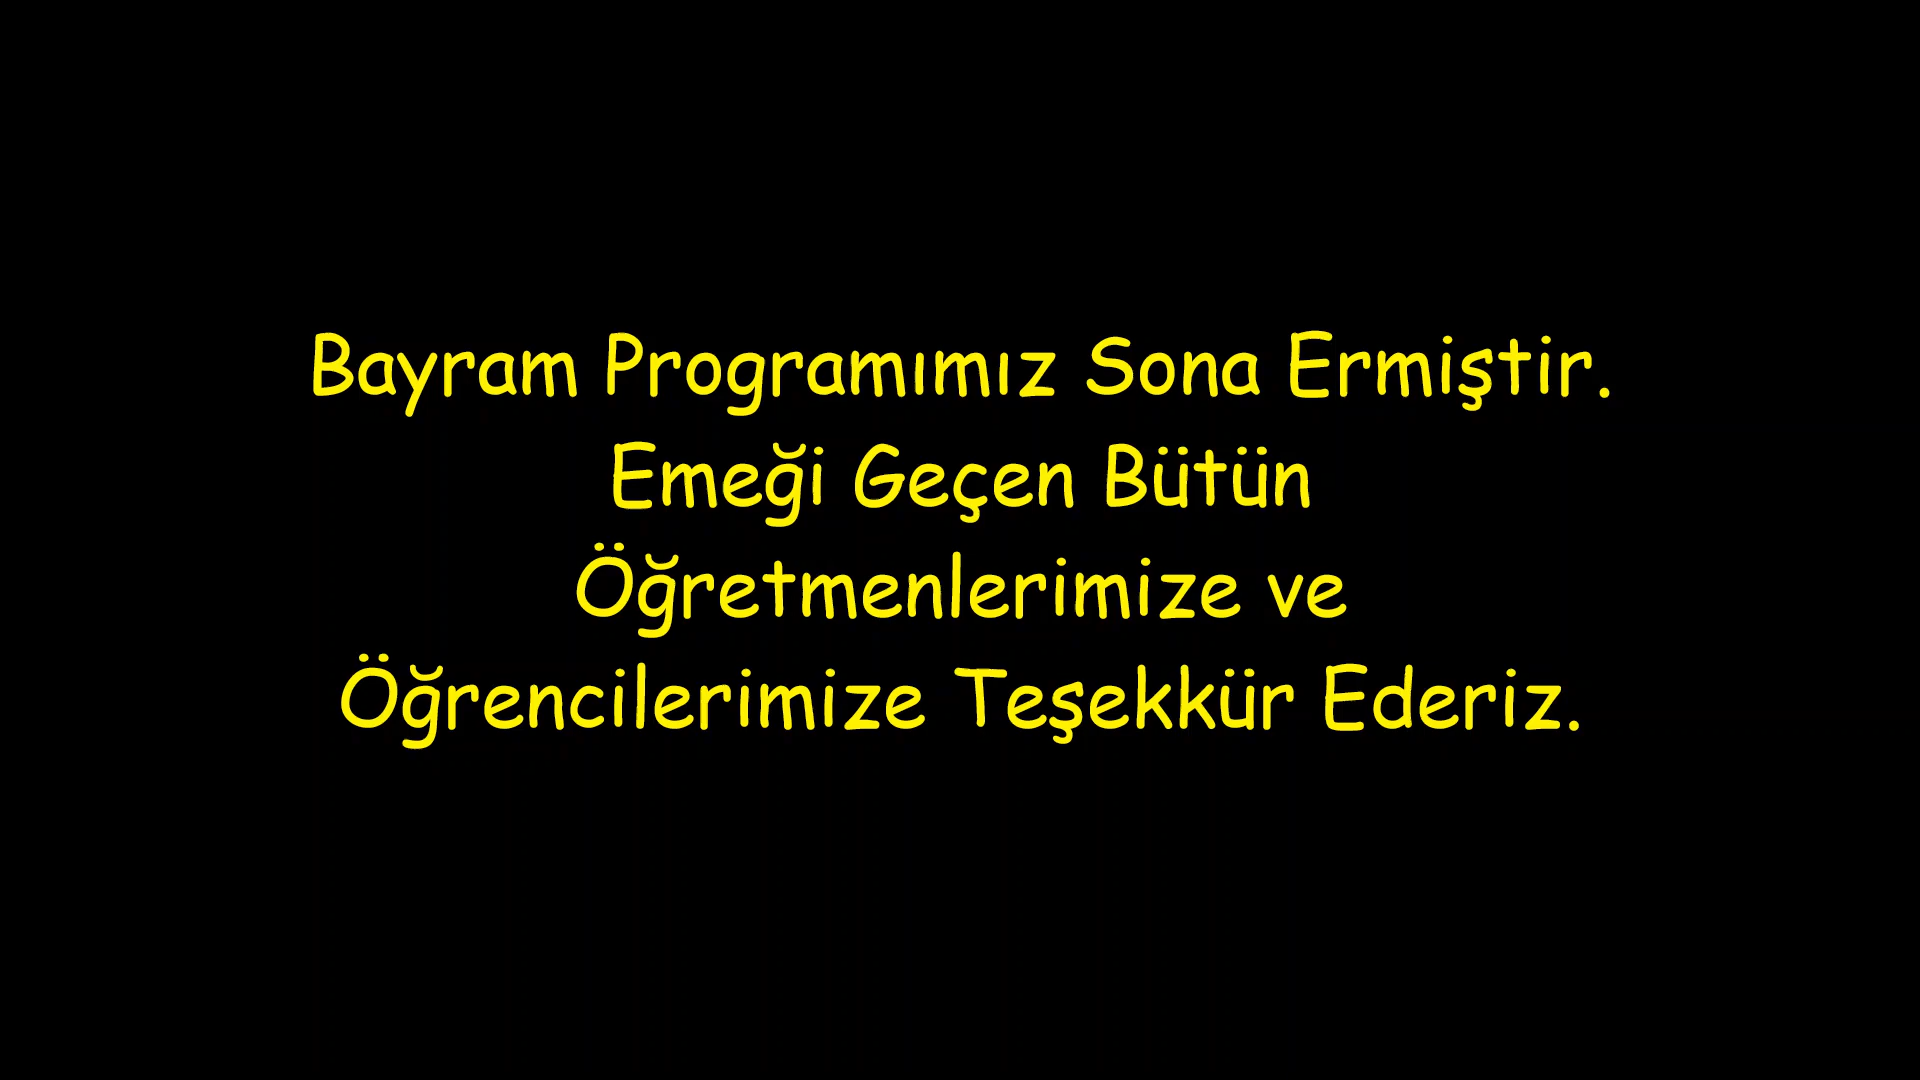 Bayram Programımız Sona Ermiştir.
Emeği Geçen Bütün
Öğretmenlerimize ve
Öğrencilerimize Teşekkür Ederiz.